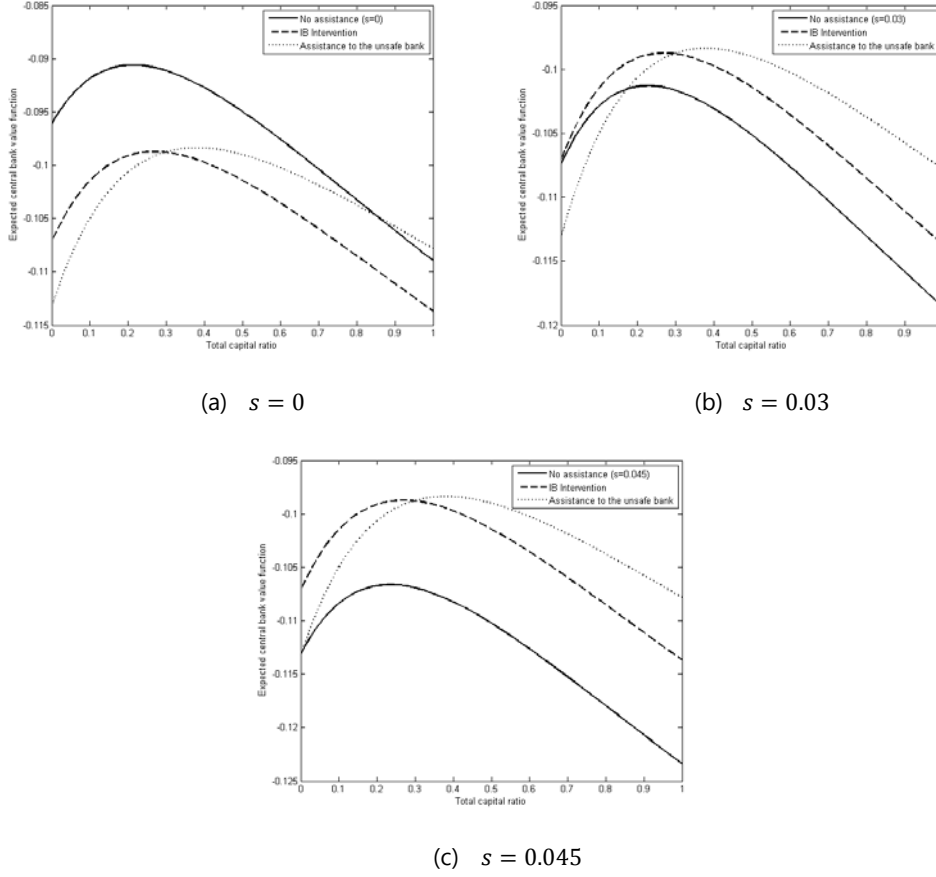 -0.085
-0.09
-0.095
-0.1
-0.105
-0.11
-0.115
Expected central bank value function
No assistance (s=0)
IB Intervention
Assistance to the unsafe bank
0 0.1 0.2 0.3 0.4 0.5 0.6 0.7 0.8 0.9 1
Total capital ratio
(a) s = 0
-0.095
-0.1
-0.105
-0.11
-0.115
-0.12
Expected central bank value function
No assistance (s=0.03)
IB Intervention
Assistance to the unsafe bank
0 0.1 0.2 0.3 0.4 0.5 0.6 0.7 0.8 0.9
Total capital ratio
(b) s = 0.03
-0.095
-0.1
-0.105
-0.11
-0.115
-0.12
-0.125
Expected central bank value function
No assistance (s=0.045)
IB Intervention
Assistance to the unsafe bank
0 0.1 0.2 0.3 0.4 0.5 0.6 0.7 0.8 0.9 1
Total capital ratio
(c) s = 0.045